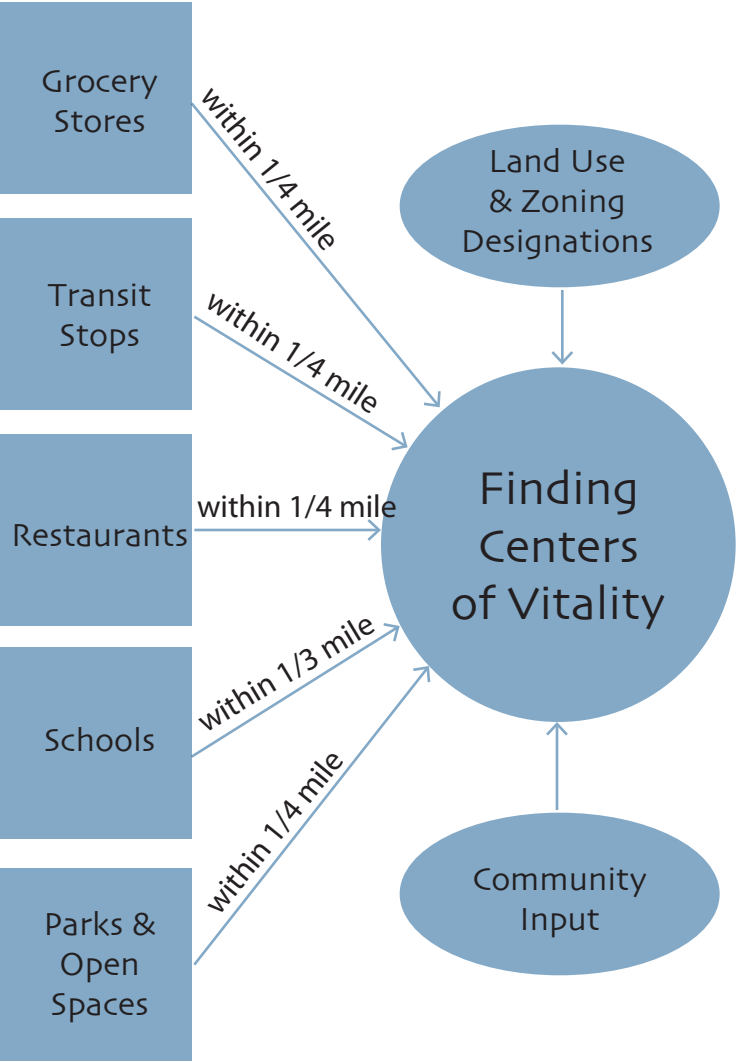 Grocery
Stores
within 1/4 mile
Land Use
& Zoning
Designations
Transit
Stops
within 1/4 mile
Restaurants
within 1/4 mile
Finding
Centers
of Vitality
Schools
within 1/3 mile
Parks &
Open
Spaces
within 1/4 mile
Community
Input